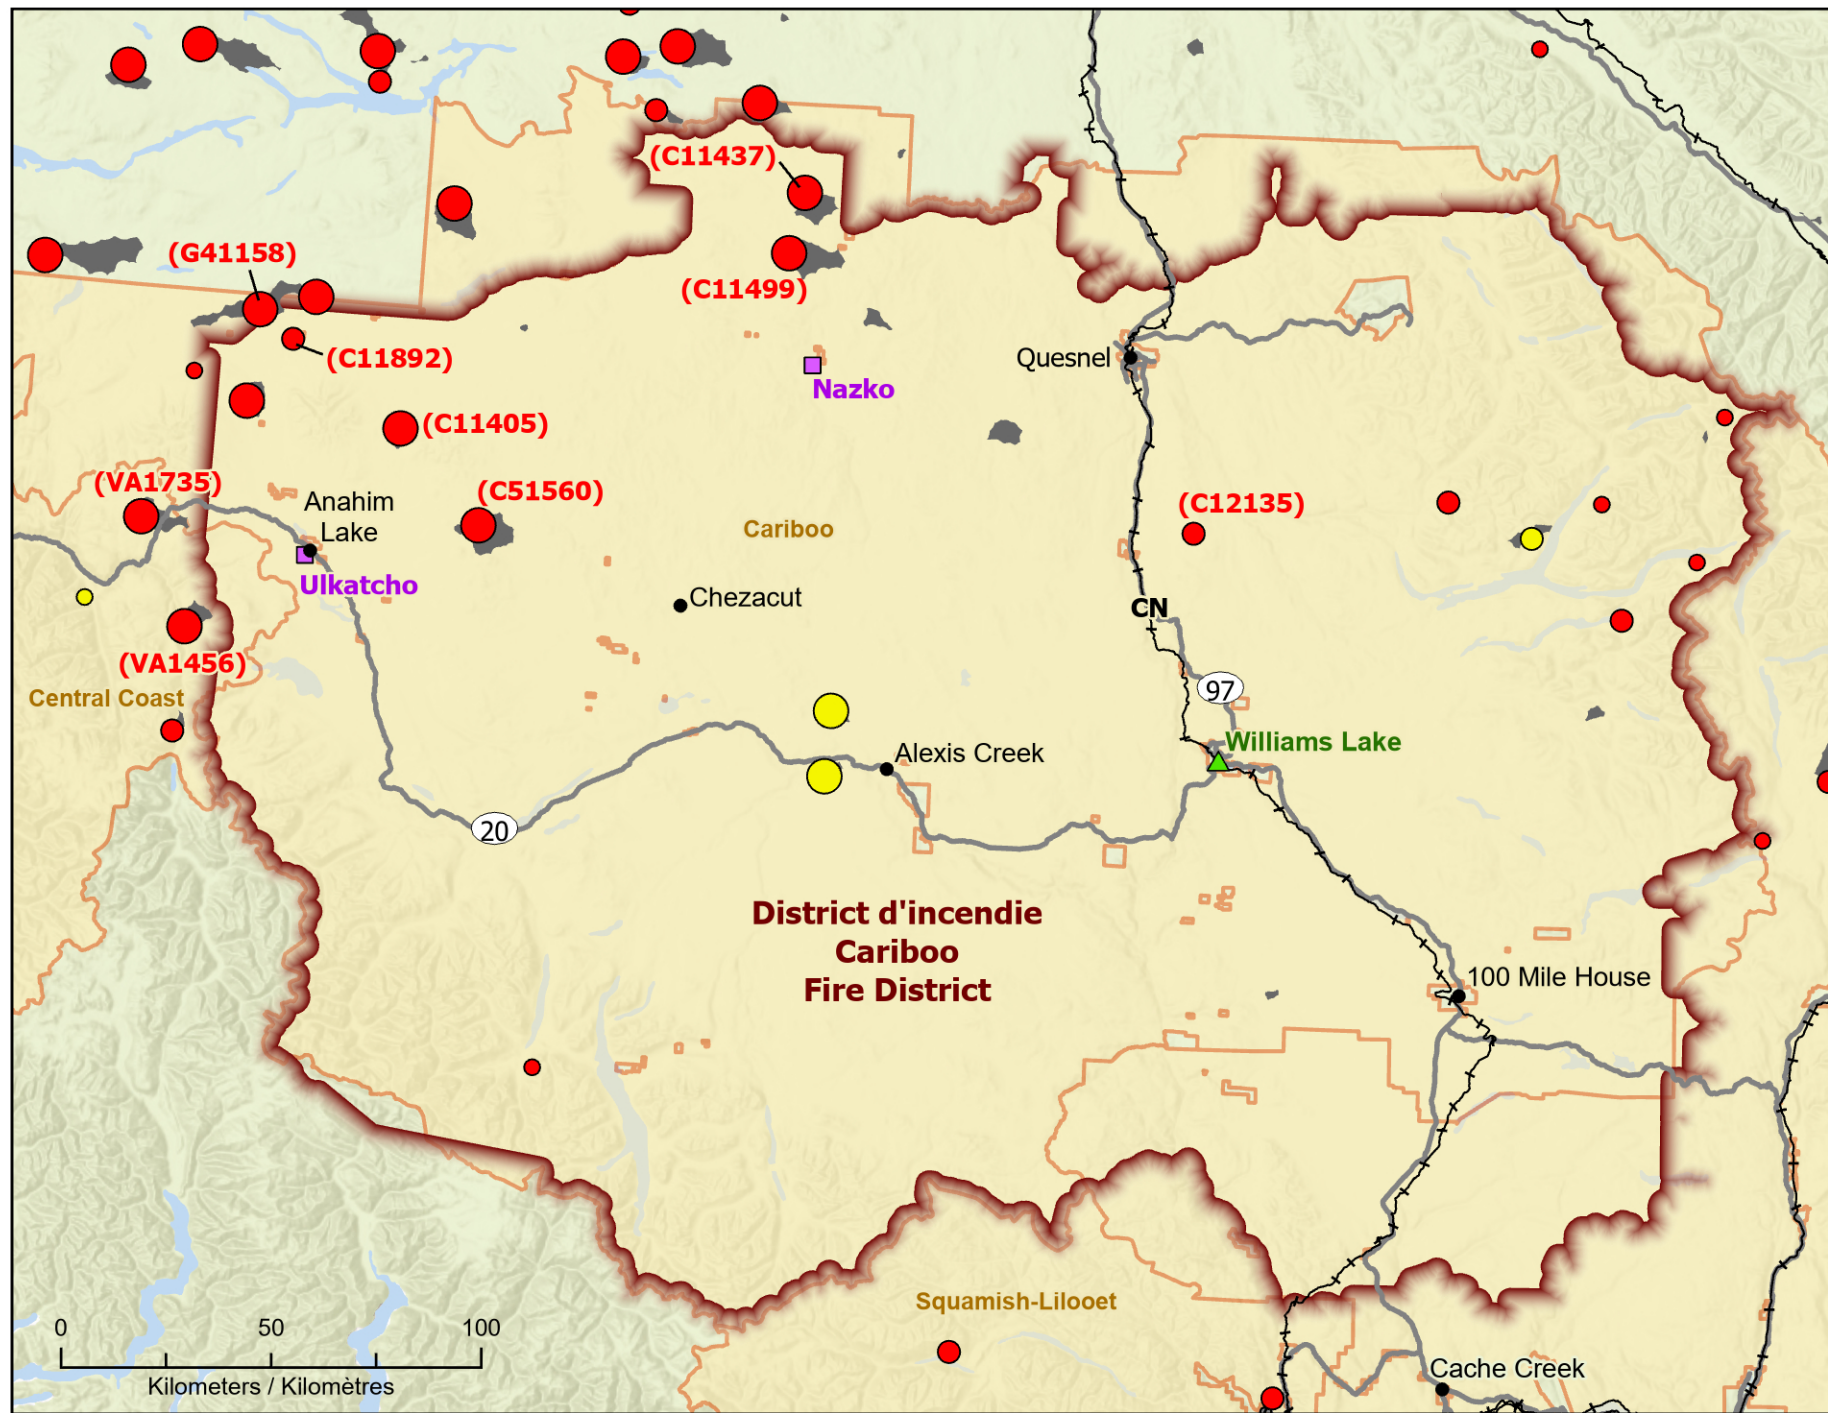 (C11437)
(G41158)
(C11499)
(C11892)
Quesnel
Nazko
(C11405)
(VA1735)
(C51560)
Anahim
Lake
(C12135)
Cariboo
Ulkatcho
Chezacut
CN
(VA1456)
Central Coast
97
Williams Lake
Alexis Creek
20
District d'incendie
Cariboo
Fire District
100 Mile House
Squamish-Lilooet
0 50 100
Kilometers / Kilomètres
Cache Creek